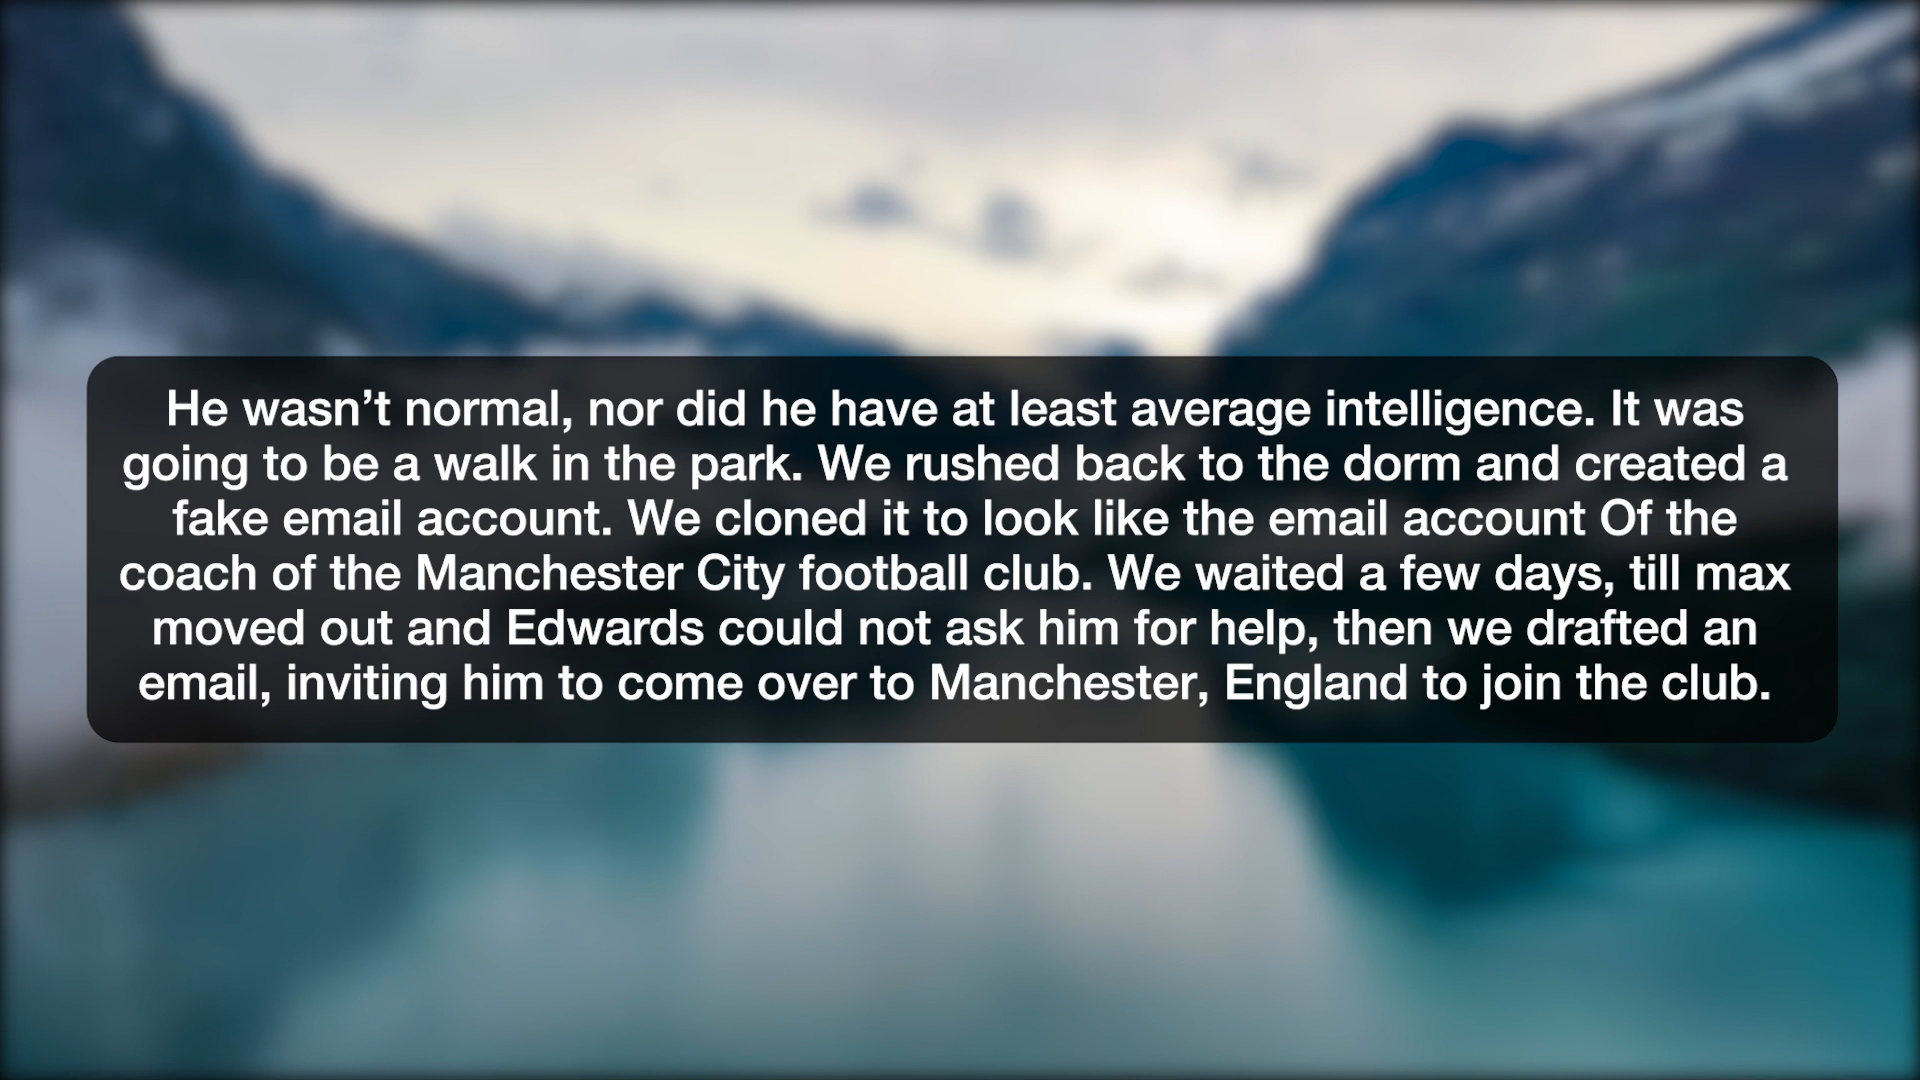 He wasn’t normal, nor did he have at least average intelligence. It was
going to be a walk in the park. We rushed back to the dorm and created a
fake email account. We cloned it to look like the email account Of the
coach of the Manchester City football club. We waited a few days, till max
moved out and Edwards could not ask him for help, then we drafted an
email, inviting him to come over to Manchester, England to join the club.